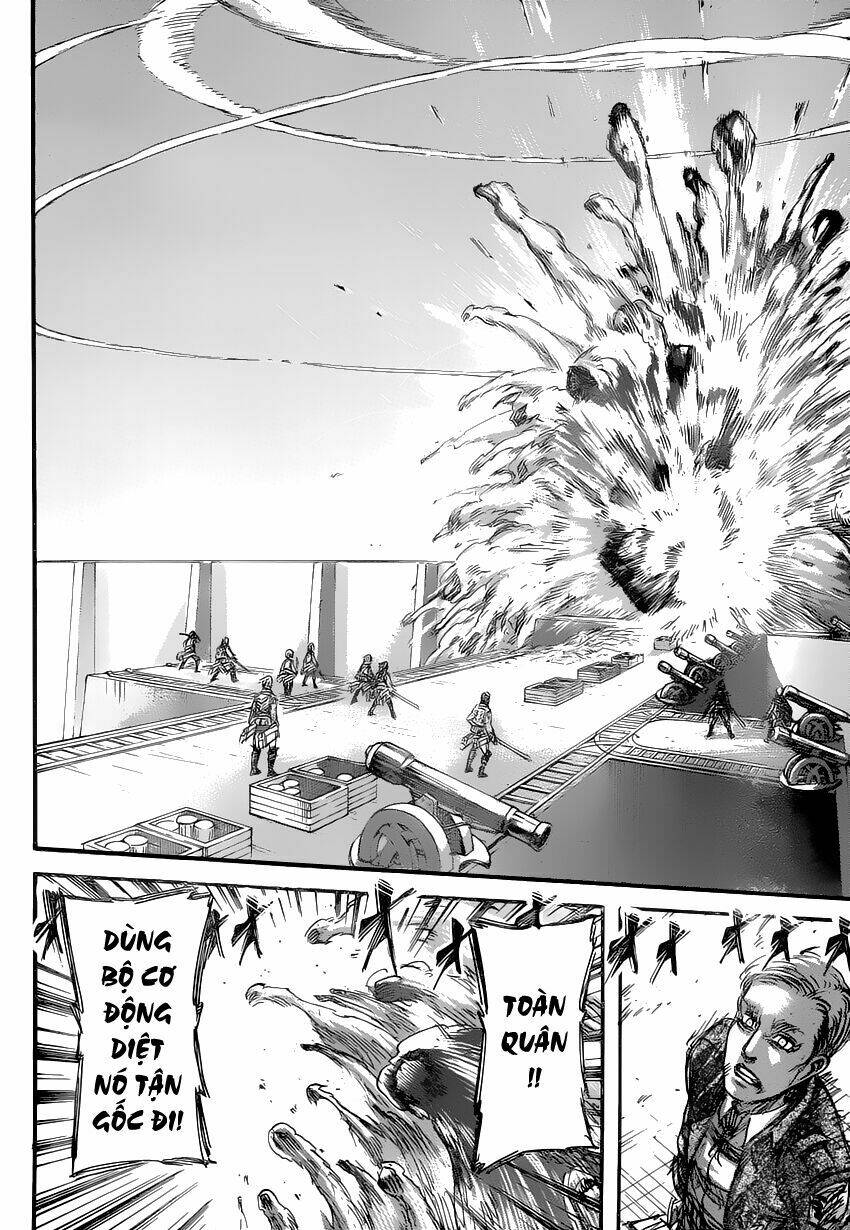 TOÀN
QUÂN
!!
DÙNG
BỘ CƠ
ĐỘNG
DIỆT
NÓ TẬN
GỐC ĐI!